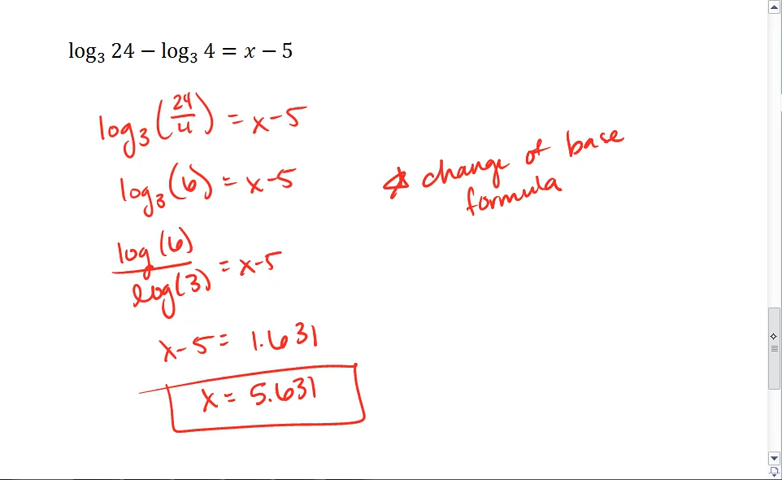 log₃ 24 − log₃ 4 = x − 5
log₃(24/4) = x-5
log₃(6) = x-5
* change of base
formula
log(6)/log(3) = x-5
x-5 = 1.631
x = 5.631